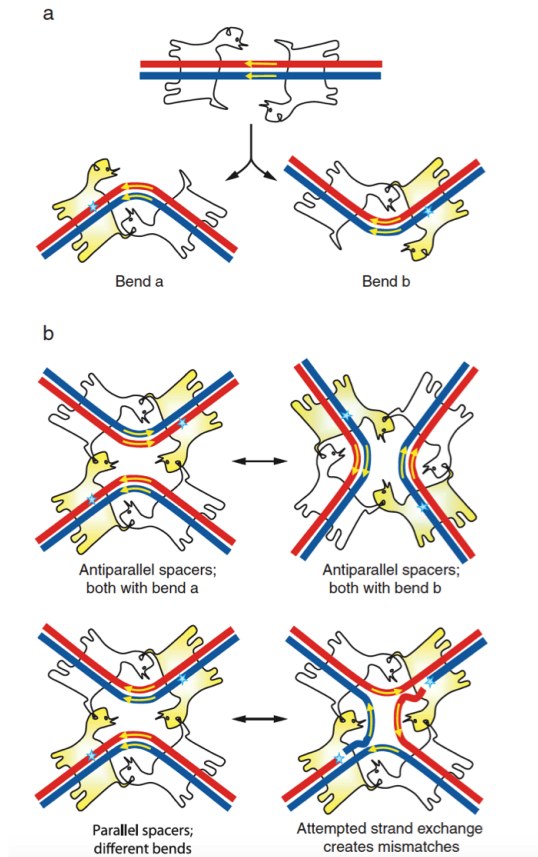 a
Bend a
Bend b
b
Antiparallel spacers;
both with bend a
Antiparallel spacers;
both with bend b
Parallel spacers;
different bends
Attempted strand exchange
creates mismatches